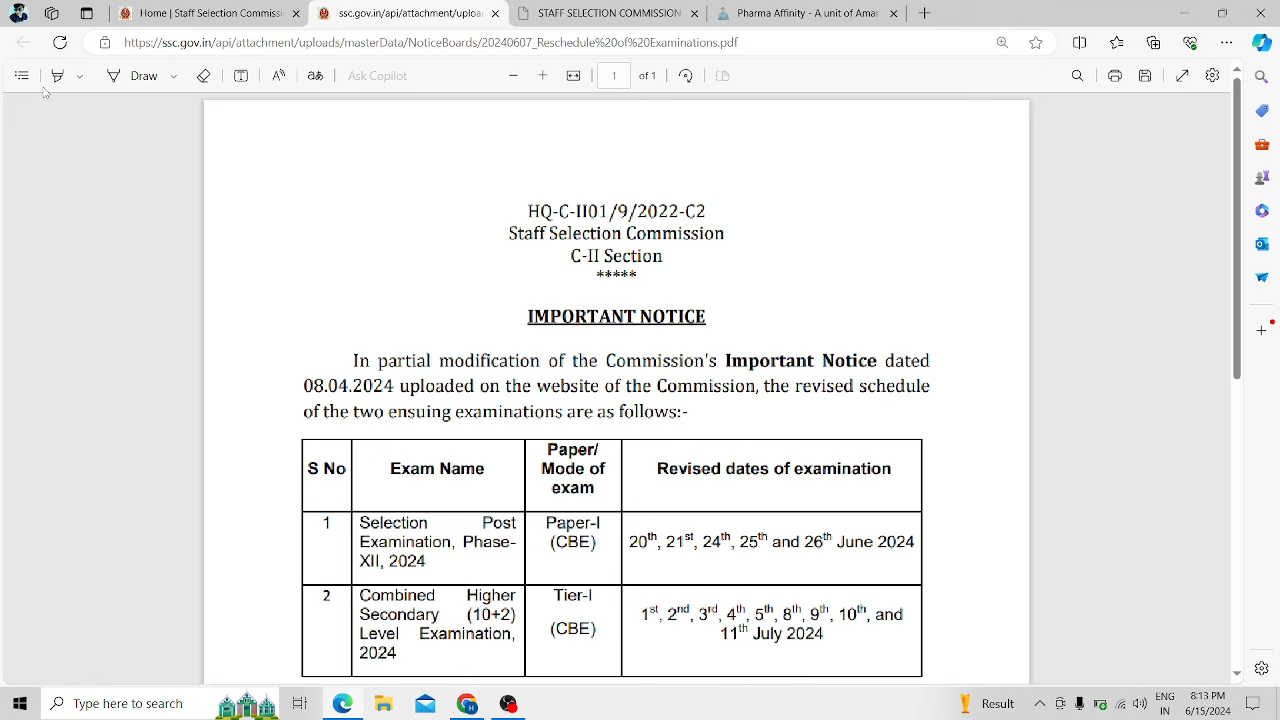 Home | Staff Selection Commissi
ssc.gov.in/api/attachment/upload
STAFF SELECTION COMMISSION
Pharma Affinity - A unit of Amar
https://ssc.gov.in/api/attachment/uploads/masterData/NoticeBoards/20240607_Reschedule%20of%20Examinations.pdf
Draw
Ask Copilot
1 of 1
HQ-C-II01/9/2022-C2
Staff Selection Commission
C-II Section
*****
IMPORTANT NOTICE
In partial modification of the Commission's Important Notice dated
08.04.2024 uploaded on the website of the Commission, the revised schedule
of the two ensuing examinations are as follows:-
S No
Exam Name
Paper/
Mode of
exam
Revised dates of examination
1
Selection Post
Examination, Phase-
XII, 2024
Paper-I
(CBE)
20th, 21st, 24th, 25th and 26th June 2024
2
Combined Higher
Secondary (10+2)
Level Examination,
2024
Tier-I
(CBE)
1st, 2nd, 3rd, 4th, 5th, 8th, 9th, 10th, and
11th July 2024
Type here to search
Result
ENG
IN
8:13 PM
6/15/2024